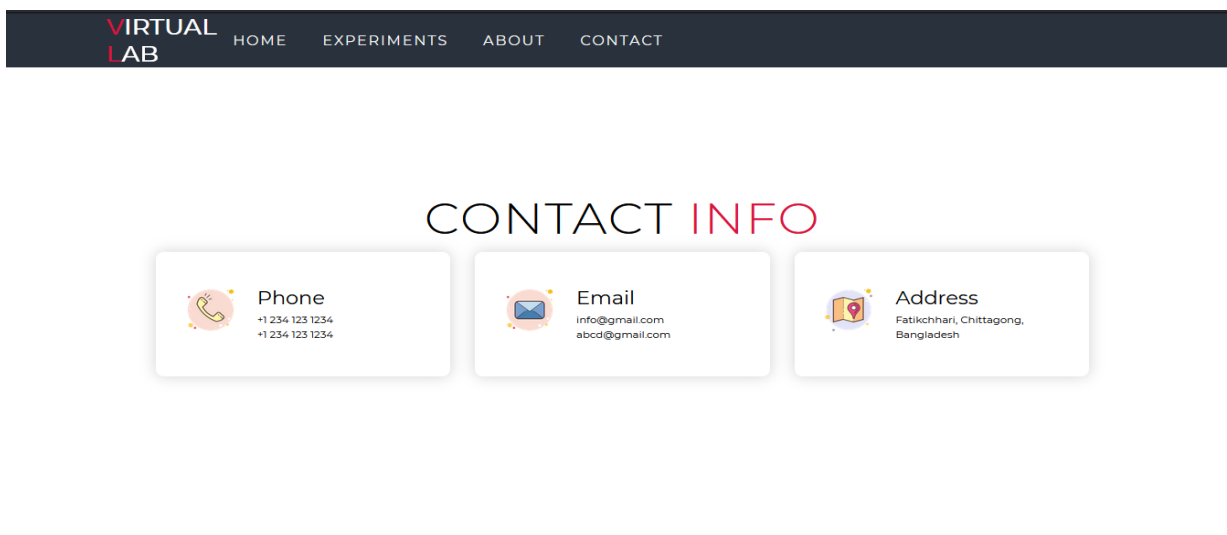 VIRTUAL
LAB
HOME EXPERIMENTS ABOUT CONTACT
CONTACT INFO
Phone
+1 234 123 1234
+1 234 123 1234
Email
info@gmail.com
abcd@gmail.com
Address
Fatikchhari, Chittagong,
Bangladesh